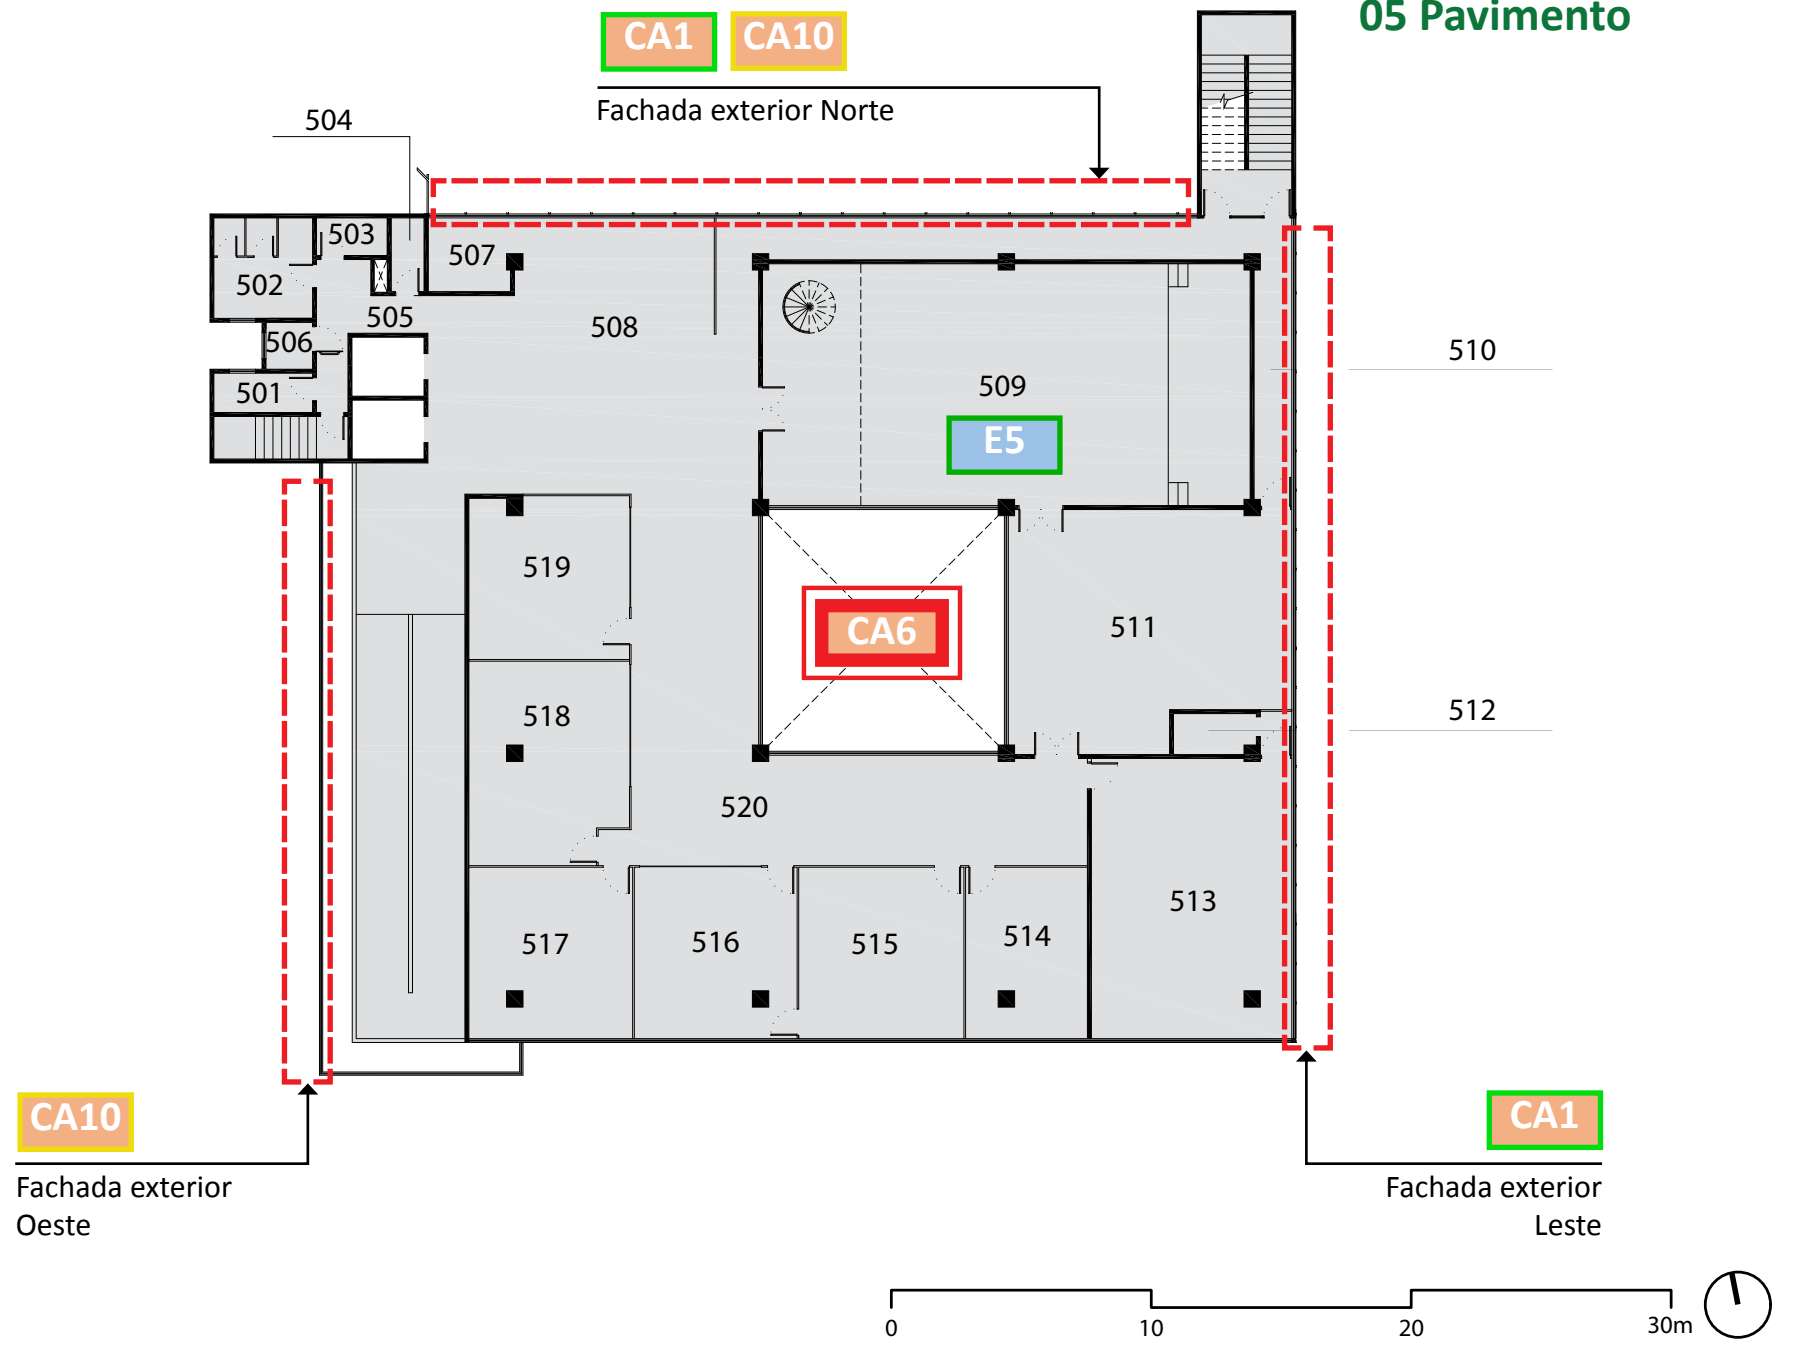 05 Pavimento
CA1 CA10
Fachada exterior Norte
504
503
507
502
505
508
506
501
509
510
E5
519
CA6
511
518
512
520
513
517
516
515
514
CA10
CA1
Fachada exterior
Oeste
Fachada exterior
Leste
0 10 20 30m